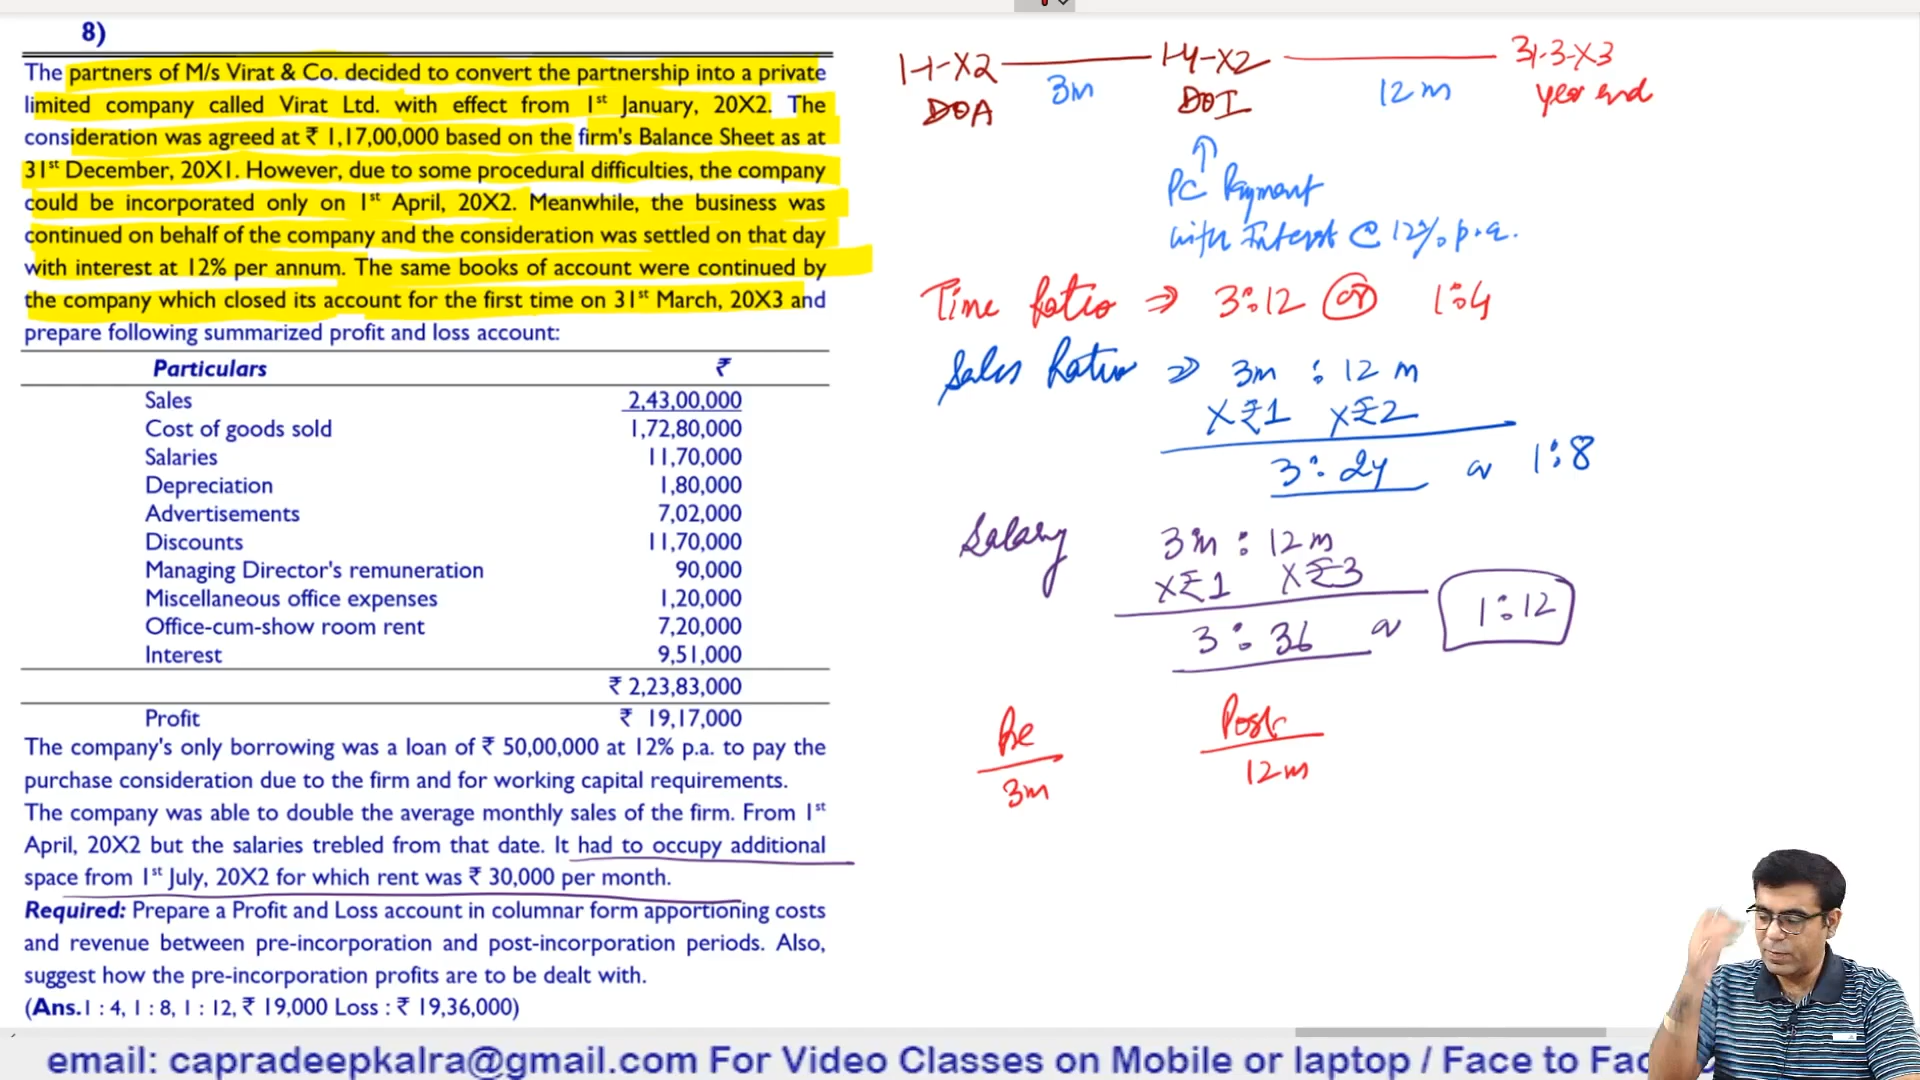 8)
The partners of M/s Virat & Co. decided to convert the partnership into a private
limited company called Virat Ltd. with effect from 1st January, 20X2. The
consideration was agreed at ₹ 1,17,00,000 based on the firm's Balance Sheet as at
31st December, 20X1. However, due to some procedural difficulties, the company
could be incorporated only on 1st April, 20X2. Meanwhile, the business was
continued on behalf of the company and the consideration was settled on that day
with interest at 12% per annum. The same books of account were continued by
the company which closed its account for the first time on 31st March, 20X3 and
prepare following summarized profit and loss account:
Particulars ₹
Sales 2,43,00,000
Cost of goods sold 1,72,80,000
Salaries 11,70,000
Depreciation 1,80,000
Advertisements 7,02,000
Discounts 11,70,000
Managing Director's remuneration 90,000
Miscellaneous office expenses 1,20,000
Office-cum-show room rent 7,20,000
Interest 9,51,000
₹ 2,23,83,000
Profit ₹ 19,17,000
The company's only borrowing was a loan of ₹ 50,00,000 at 12% p.a. to pay the
purchase consideration due to the firm and for working capital requirements.
The company was able to double the average monthly sales of the firm. From 1st
April, 20X2 but the salaries trebled from that date. It had to occupy additional
space from 1st July, 20X2 for which rent was ₹ 30,000 per month.
Required: Prepare a Profit and Loss account in columnar form apportioning costs
and revenue between pre-incorporation and post-incorporation periods. Also,
suggest how the pre-incorporation profits are to be dealt with.
(Ans.1 : 4, 1 : 8, 1 : 12, ₹ 19,000 Loss : ₹ 19,36,000)
1-1-X2 1-4-X2 31-3-X3
3m 12m year end
DOA DOI
PC Payment
with Interest @ 12% p.a.
Time Ratio ⇒ 3:12 or 1:4
Sales Ratio ⇒ 3m : 12 m
X₹1 X₹2
3 : 24 or 1:8
Salary 3m : 12m
X₹1 X₹3
3 : 36 or 1:12
Pre Post
3m 12m
email: capradeepkalra@gmail.com For Video Classes on Mobile or laptop / Face to Fac